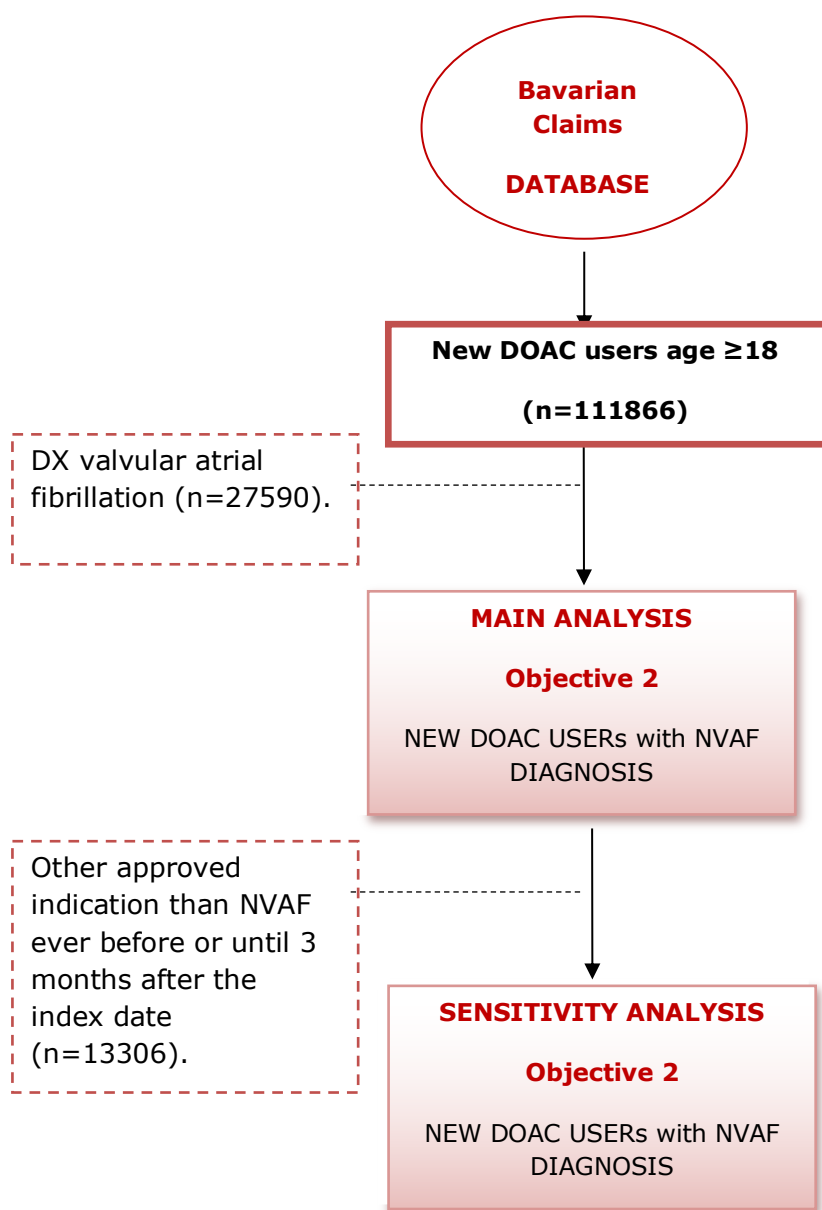 Bavarian
Claims
DATABASE
New DOAC users age ≥18
(n=111866)
DX valvular atrial
fibrillation (n=27590).
MAIN ANALYSIS
Objective 2
NEW DOAC USERs with NVAF
DIAGNOSIS
Other approved
indication than NVAF
ever before or until 3
months after the
index date
(n=13306).
SENSITIVITY ANALYSIS
Objective 2
NEW DOAC USERs with NVAF
DIAGNOSIS